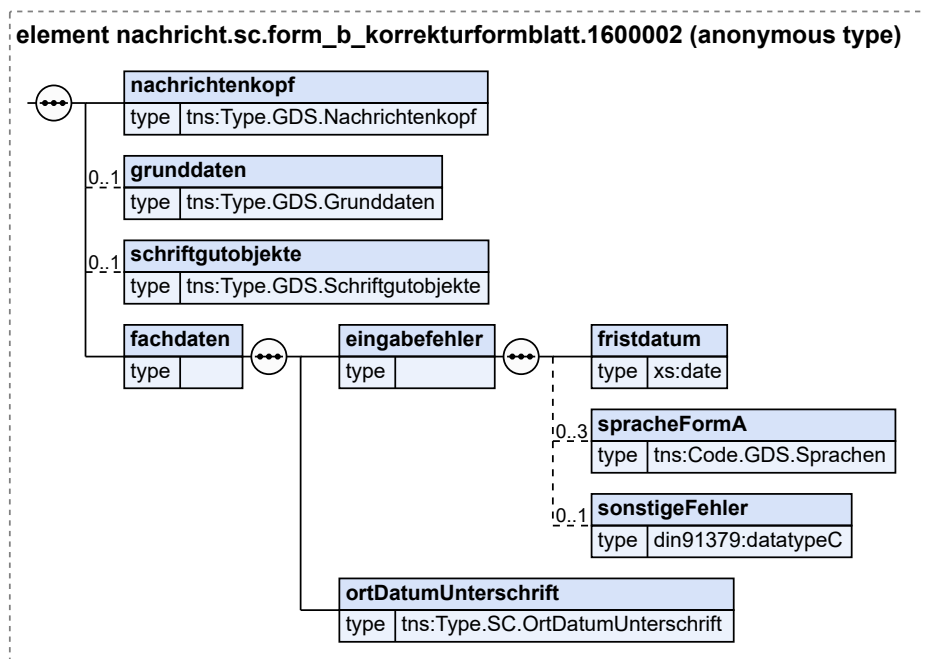 element nachricht.sc.form_b_korrekturformblatt.1600002 (anonymous type)
nachrichtenkopf
type tns:Type.GDS.Nachrichtenkopf
0..1 grunddaten
type tns:Type.GDS.Grunddaten
0..1 schriftgutobjekte
type tns:Type.GDS.Schriftgutobjekte
fachdaten
type
eingabefehler
type
fristdatum
type xs:date
0..3 spracheFormA
type tns:Code.GDS.Sprachen
0..1 sonstigeFehler
type din91379:datatypeC
ortDatumUnterschrift
type tns:Type.SC.OrtDatumUnterschrift